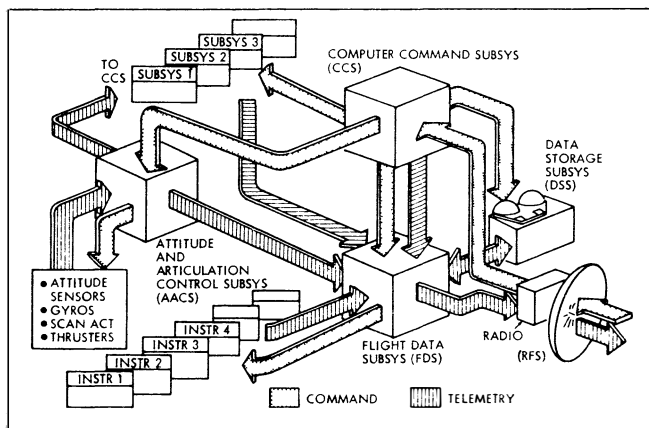 SUBSYS 3
SUBSYS 2
SUBSYS 1
TO
CCS
COMPUTER COMMAND SUBSYS
(CCS)
DATA
STORAGE
SUBSYS
(DSS)
ATTITUDE
AND
ARTICULATION
CONTROL SUBSYS
(AACS)
• ATTITUDE
SENSORS
• GYROS
• SCAN ACT
• THRUSTERS
INSTR 4
INSTR 3
INSTR 2
INSTR 1
FLIGHT DATA
SUBSYS (FDS)
RADIO
(RFS)
COMMAND
TELEMETRY